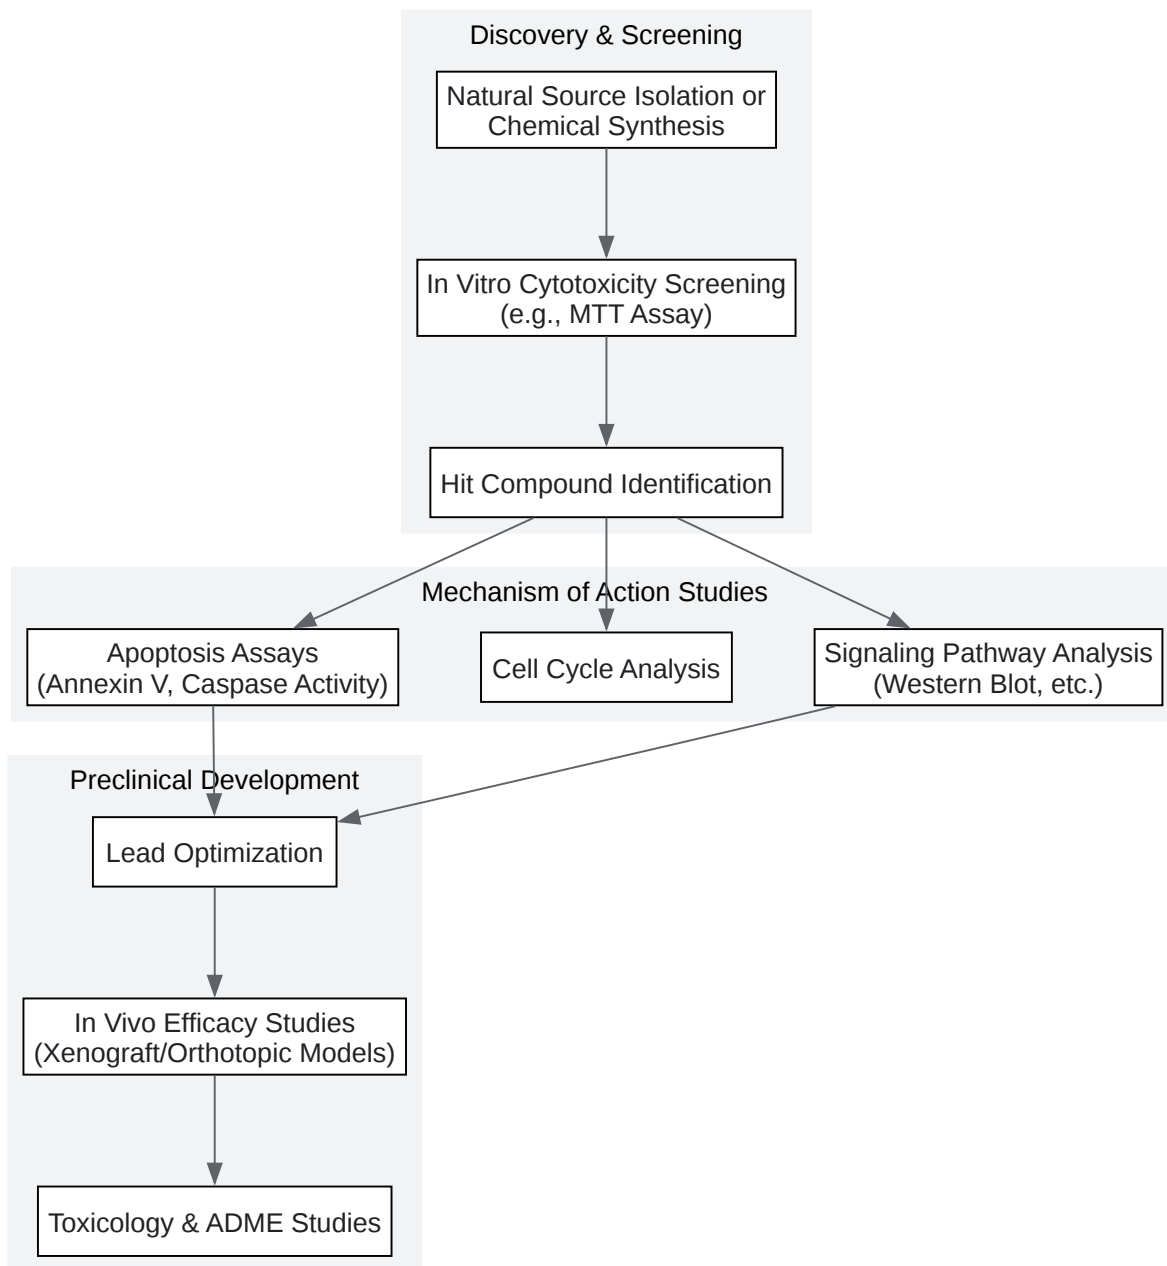 Discovery & Screening
Natural Source Isolation or
Chemical Synthesis
In Vitro Cytotoxicity Screening
(e.g., MTT Assay)
Hit Compound Identification
Mechanism of Action Studies
Apoptosis Assays
(Annexin V, Caspase Activity)
Cell Cycle Analysis
Signaling Pathway Analysis
(Western Blot, etc.)
Preclinical Development
Lead Optimization
In Vivo Efficacy Studies
(Xenograft/Orthotopic Models)
Toxicology & ADME Studies